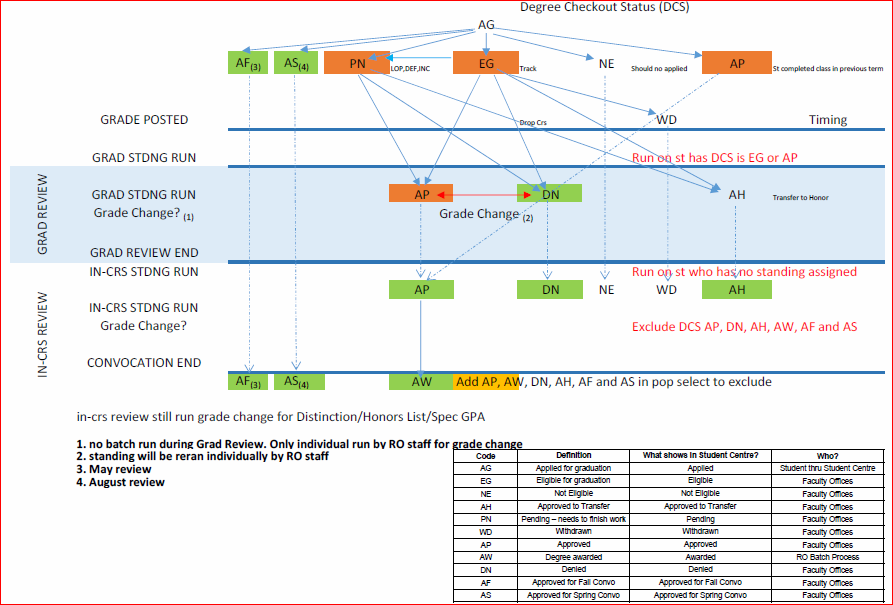 Degree Checkout Status (DCS)
AG
AF(3) AS(4) PN LOP,DEF,INC EG Track NE Should no applied AP St completed class in previous term
GRADE POSTED Drop Crs WD Timing
GRAD STDNG RUN Run on st has DCS is EG or AP
GRAD REVIEW
GRAD STDNG RUN AP DN AH Transfer to Honor
Grade Change? (1) Grade Change (2)
GRAD REVIEW END
IN-CRS STDNG RUN Run on st who has no standing assigned
AP DN NE WD AH
IN-CRS REVIEW
IN-CRS STDNG RUN
Grade Change? Exclude DCS AP, DN, AH, AW, AF and AS
CONVOCATION END
AF(3) AS(4) AW Add AP, AW, DN, AH, AF and AS in pop select to exclude
in-crs review still run grade change for Distinction/Honors List/Spec GPA
1. no batch run during Grad Review. Only individual run by RO staff for grade change
2. standing will be reran individually by RO staff
3. May review
4. August review
Code Definition What shows in Student Centre? Who?
AG Applied for graduation Applied Student thru Student Centre
EG Eligible for graduation Eligible Faculty Offices
NE Not Eligible Not Eligible Faculty Offices
AH Approved to Transfer Approved to Transfer Faculty Offices
PN Pending – needs to finish work Pending Faculty Offices
WD Withdrawn Withdrawn Faculty Offices
AP Approved Approved Faculty Offices
AW Degree awarded Awarded RO Batch Process
DN Denied Denied Faculty Offices
AF Approved for Fall Convo Approved for Fall Convo Faculty Offices
AS Approved for Spring Convo Approved for Spring Convo Faculty Offices